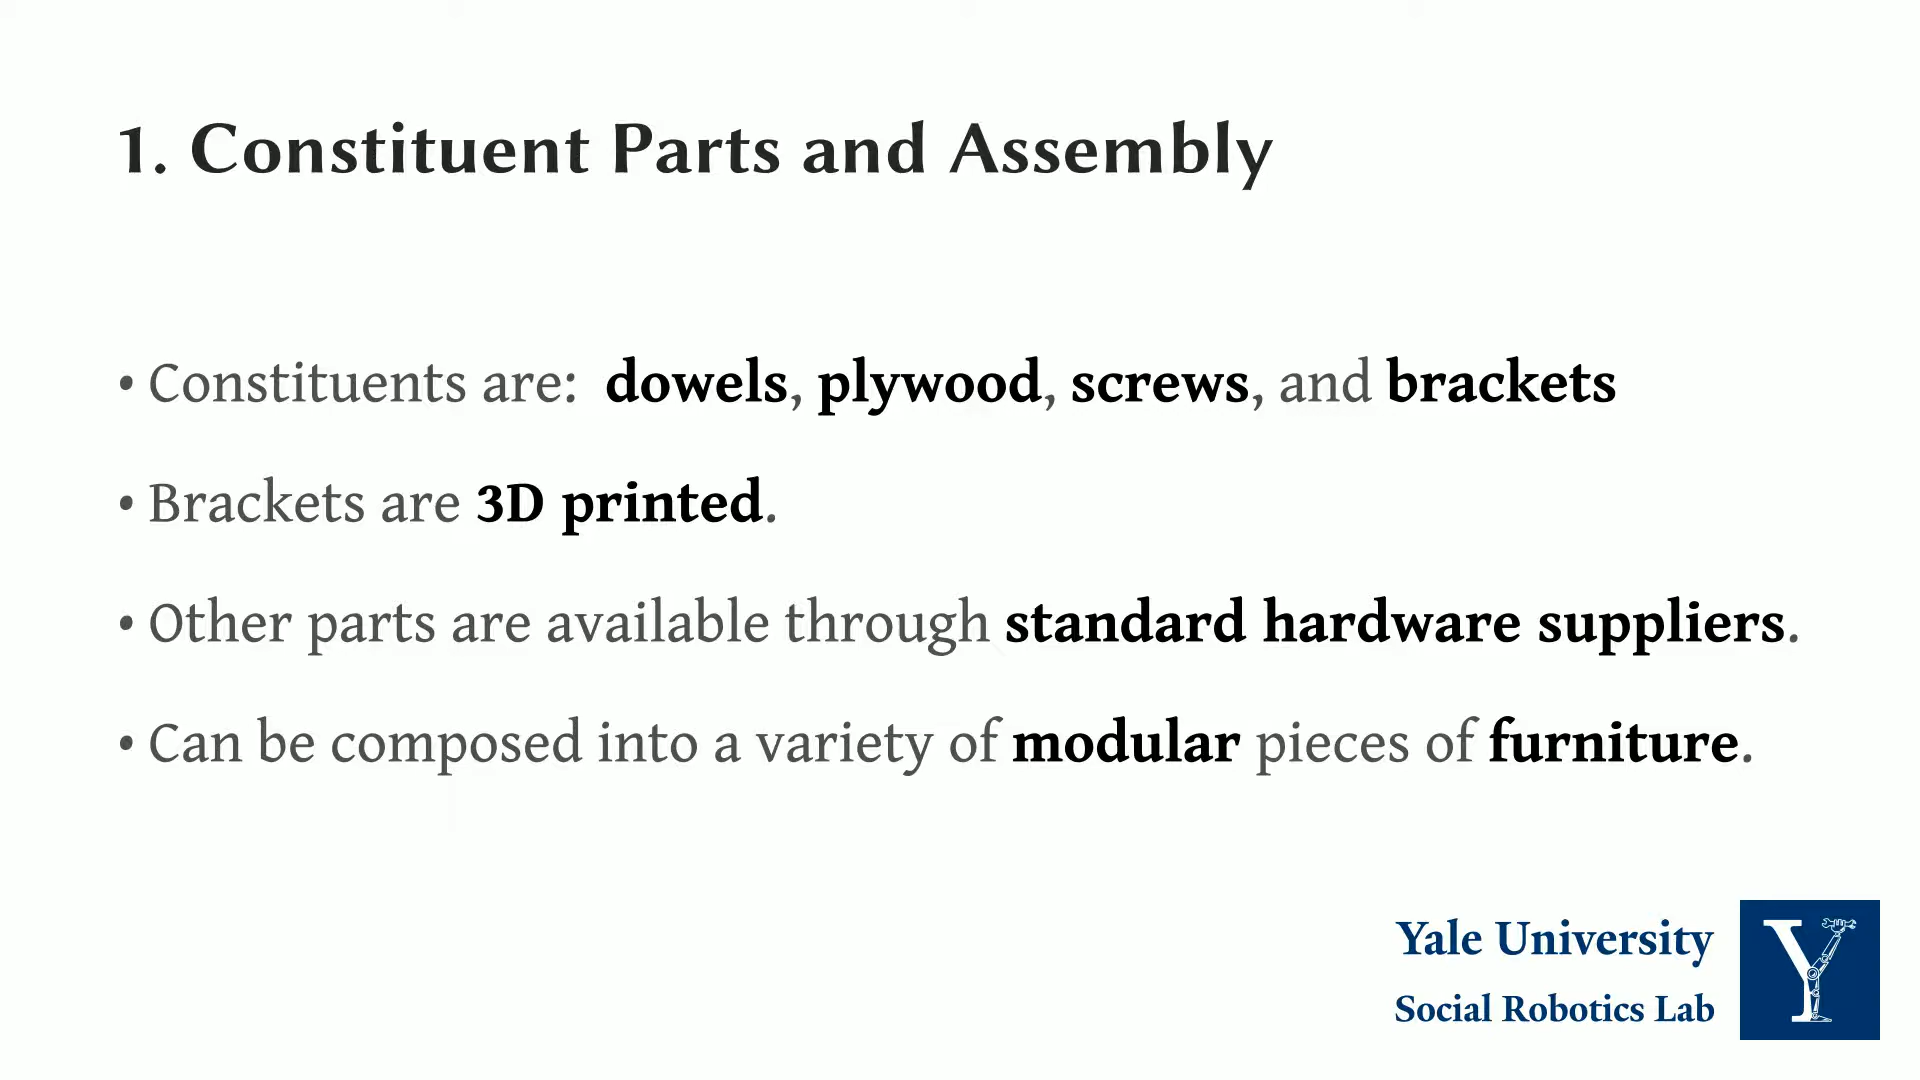 1. Constituent Parts and Assembly
• Constituents are: dowels, plywood, screws, and brackets
• Brackets are 3D printed.
• Other parts are available through standard hardware suppliers.
• Can be composed into a variety of modular pieces of furniture.
Yale University
Social Robotics Lab
Y